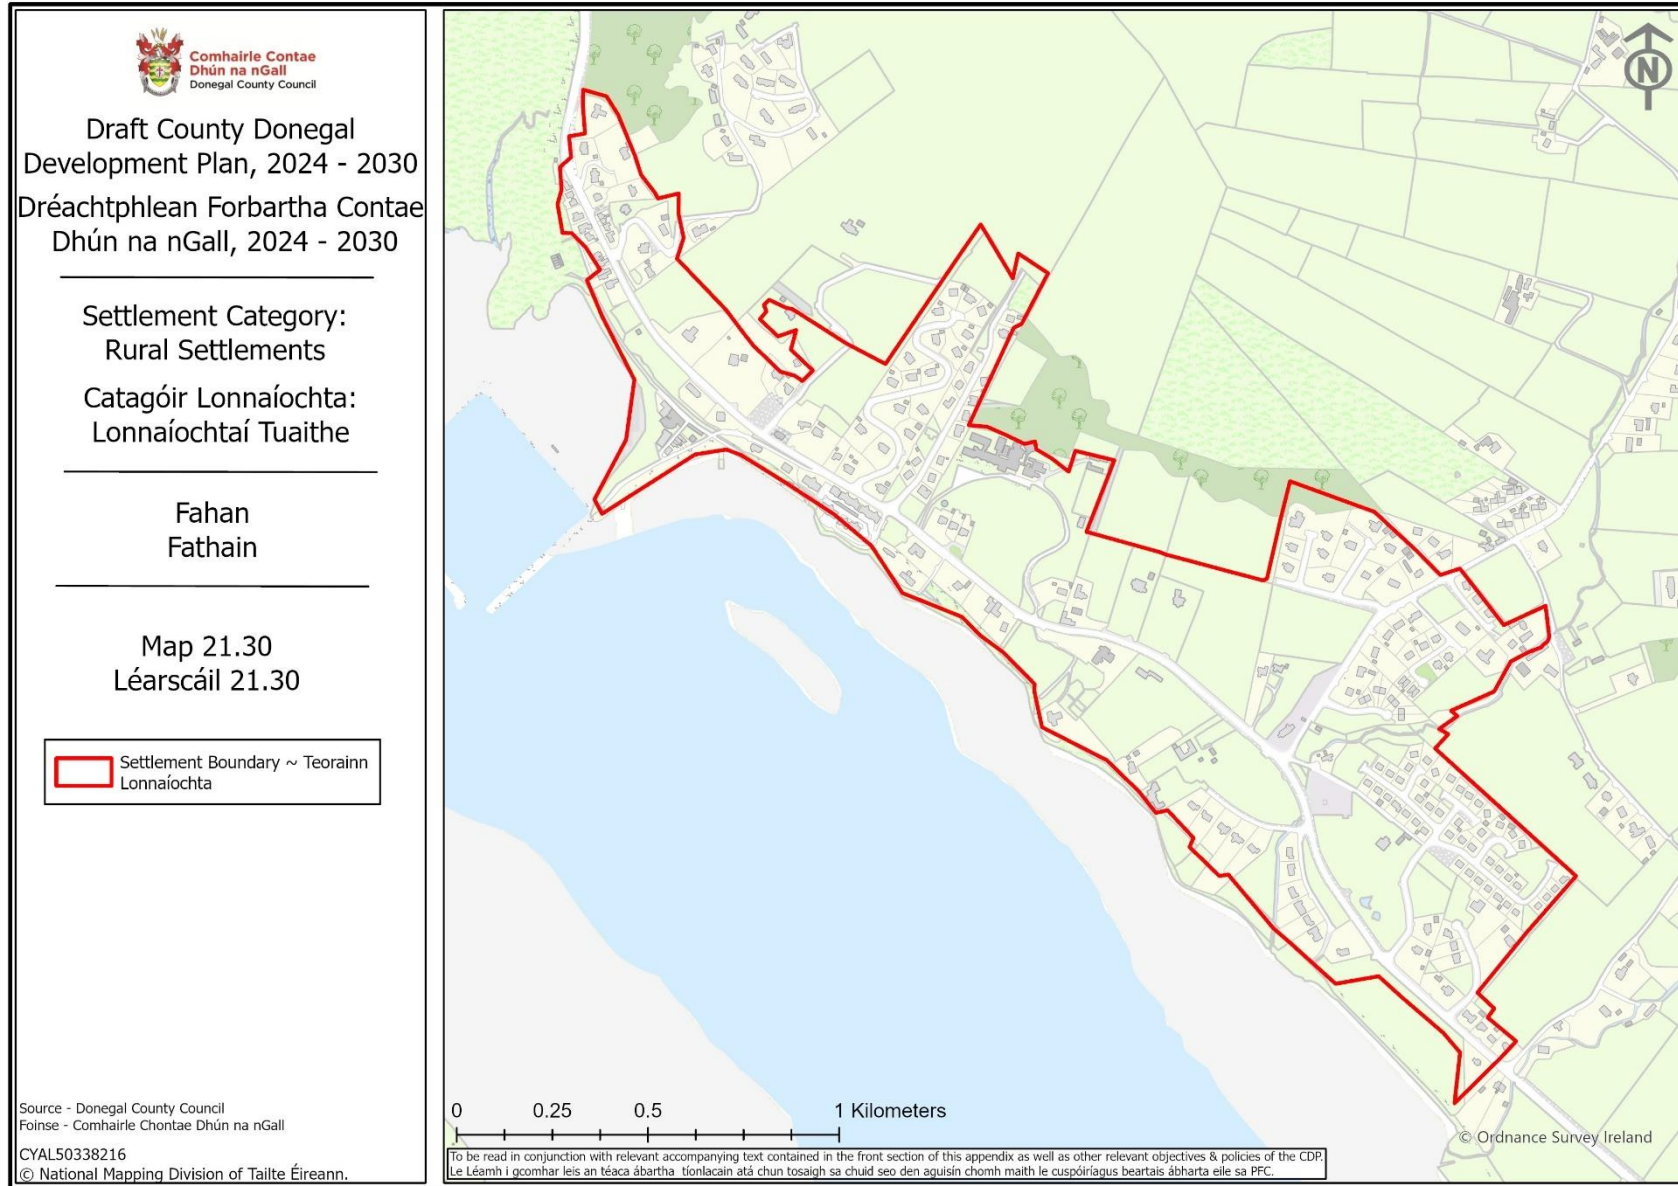 Comhairle Contae
Dhún na nGall
Donegal County Council
Draft County Donegal
Development Plan, 2024 - 2030
Dréachtphlean Forbartha Contae
Dhún na nGall, 2024 - 2030
Settlement Category:
Rural Settlements
Catagóir Lonnaíochta:
Lonnaíochtaí Tuaithe
Fahan
Fathain
Map 21.30
Léarscáil 21.30
Settlement Boundary ~ Teorainn
Lonnaíochta
Source - Donegal County Council
Foinse - Comhairle Chontae Dhún na nGall
CYAL50338216
© National Mapping Division of Tailte Éireann.
N
0 0.25 0.5 1 Kilometers
© Ordnance Survey Ireland
To be read in conjunction with relevant accompanying text contained in the front section of this appendix as well as other relevant objectives & policies of the CDP.
Le Léamh i gcomhar leis an téaca ábartha tíonlacain atá chun tosaigh sa chuid seo den aguisín chomh maith le cuspóiríagus beartais ábharta eile sa PFC.